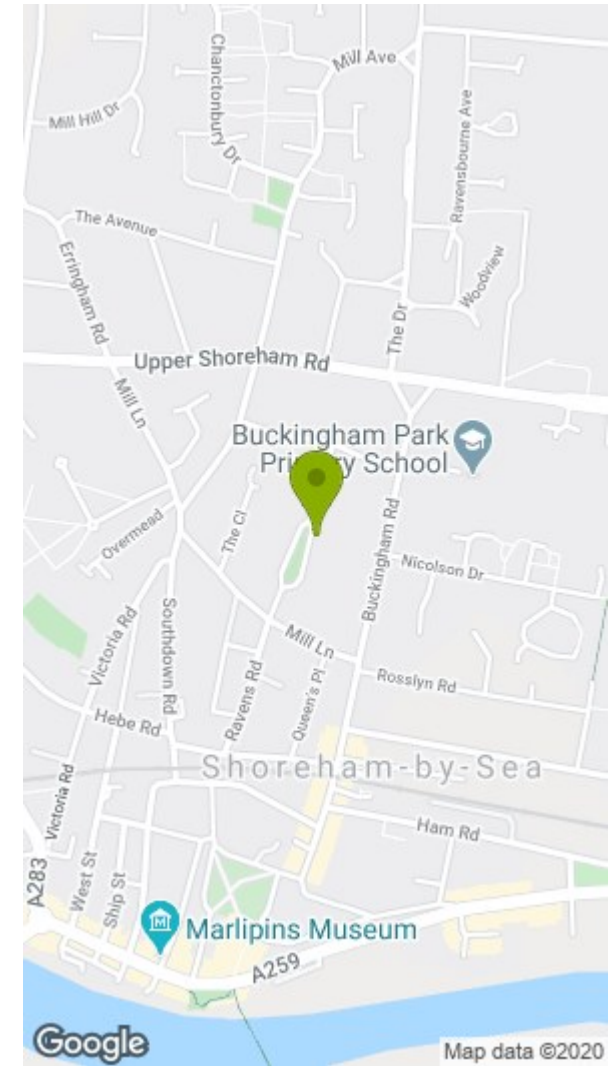 Mill Ave
Chanctonbury Dr
Mill Hill Dr
Ravensbourne Ave
The Avenue
Woodview
Erringham Rd
The Dr
Upper Shoreham Rd
Mill Ln
Buckingham Park
Primary School
Overmead
The Cl
Buckingham Rd
Nicolson Dr
Victoria Rd
Southdown Rd
Mill Ln
Rosslyn Rd
Ravens Rd
Queen's Pl
Hebe Rd
Shoreham-by-Sea
Victoria Rd
Ham Rd
A283
West St
Ship St
Marlipins Museum
A259
Google
Map data ©2020